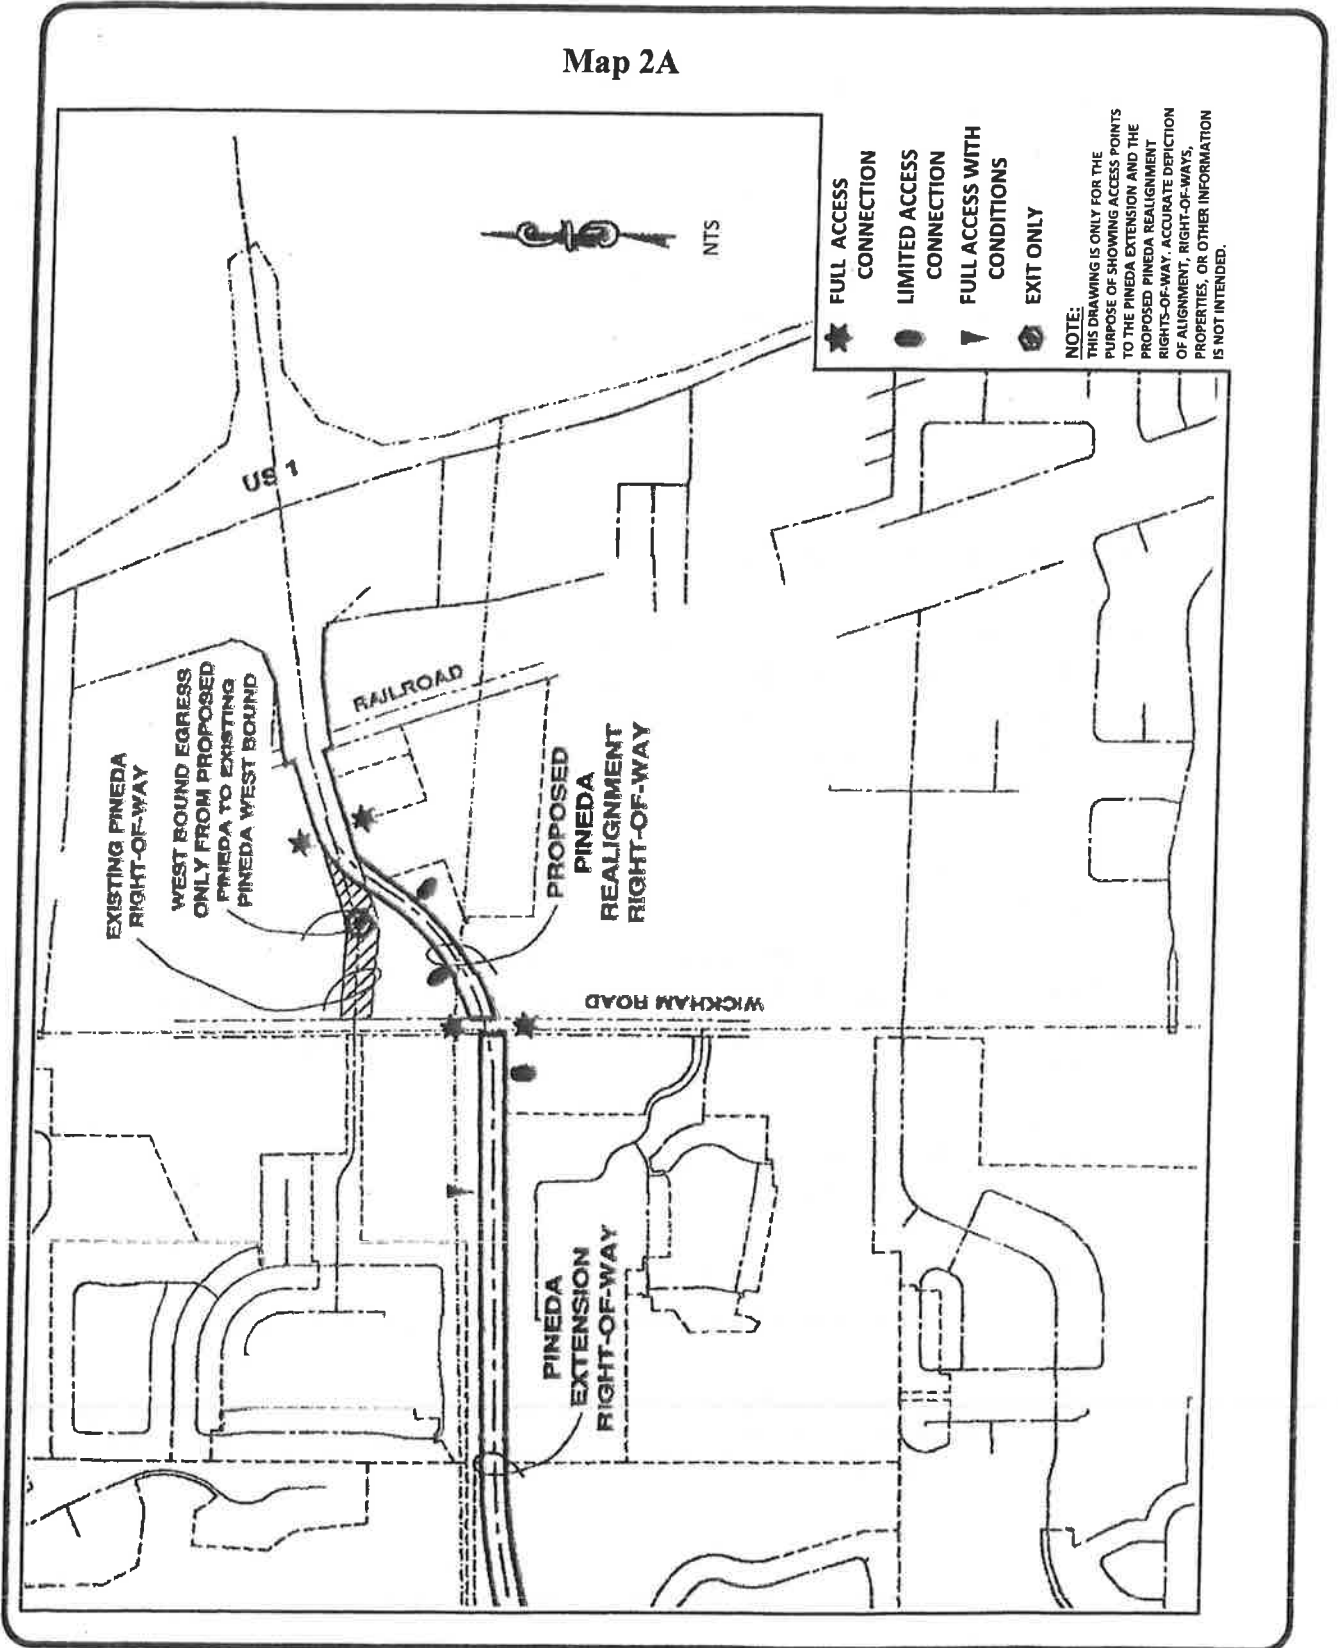 Map 2A
US 1
RAILROAD
EXISTING PINEDA
RIGHT-OF-WAY
WEST BOUND EGRESS
ONLY FROM PROPOSED
PINEDA TO EXISTING
PINEDA WEST BOUND
PROPOSED
PINEDA
REALIGNMENT
RIGHT-OF-WAY
WICKHAM ROAD
PINEDA
EXTENSION
RIGHT-OF-WAY
NTS
FULL ACCESS
CONNECTION
LIMITED ACCESS
CONNECTION
FULL ACCESS WITH
CONDITIONS
EXIT ONLY
NOTE:
THIS DRAWING IS ONLY FOR THE
PURPOSE OF SHOWING ACCESS POINTS
TO THE PINEDA EXTENSION AND THE
PROPOSED PINEDA REALIGNMENT
RIGHTS-OF-WAY. ACCURATE DEPICTION
OF ALIGNMENT, RIGHT-OF-WAYS,
PROPERTIES, OR OTHER INFORMATION
IS NOT INTENDED.